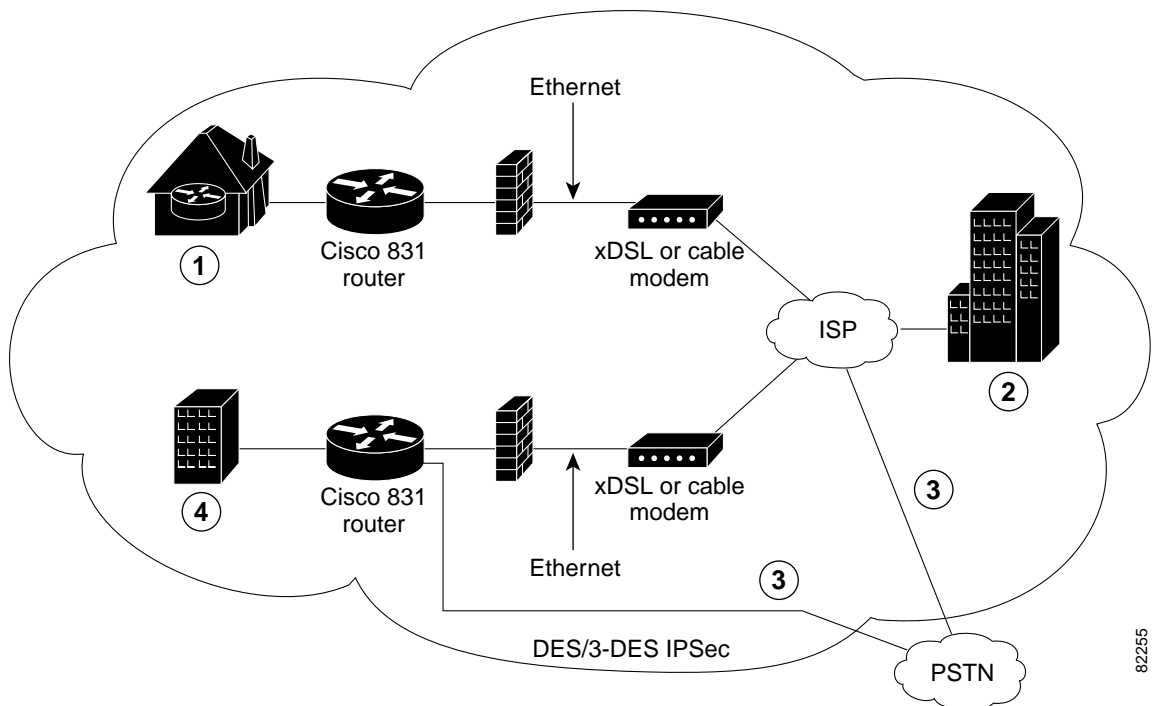 Ethernet
Cisco 831
router
xDSL or cable
modem
1
ISP
2
Cisco 831
router
xDSL or cable
modem
4
3
Ethernet
3
DES/3-DES IPSec
PSTN
82255